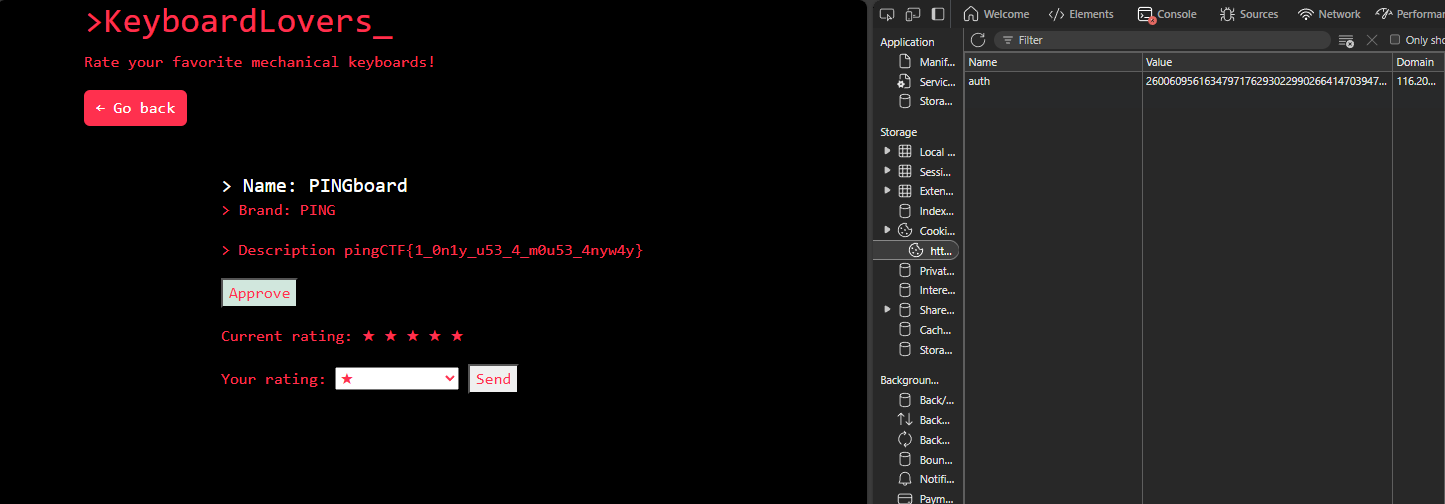 >KeyboardLovers_
Rate your favorite mechanical keyboards!
← Go back
> Name: PINGboard
> Brand: PING
> Description pingCTF{1_0n1y_u53_4_m0u53_4nyw4y}
Approve
Current rating: ★ ★ ★ ★ ★
Your rating: ★ Send
Welcome Elements Console Sources Network Performar
Application
Manif...
Servic...
Stora...
Storage
Local ...
Sessi...
Exten...
Index...
Cooki...
htt...
Privat...
Intere...
Share...
Cach...
Stora...
Backgroun...
Back/...
Back...
Back...
Boun...
Notifi...
Paym...
Filter Only sho
Name Value Domain
auth 2600609561634797176293022990266414703947... 116.20...